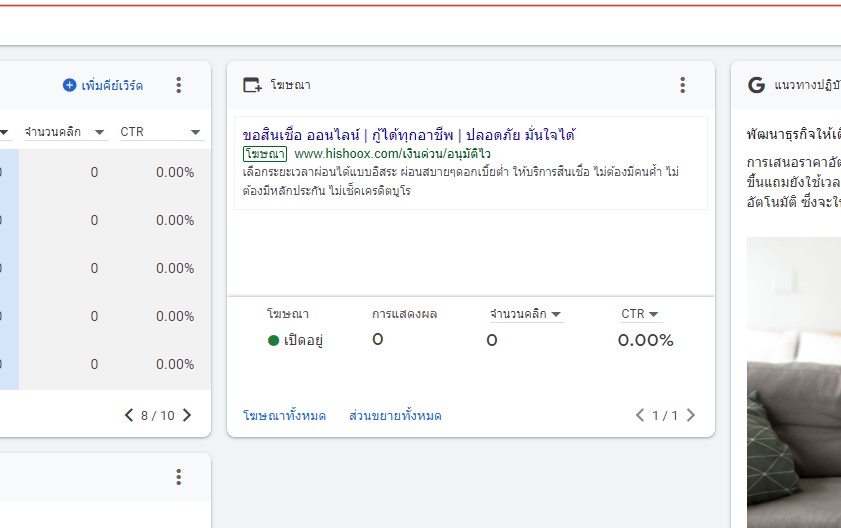 เพิ่มคีย์เวิร์ด
จำนวนคลิก CTR
0 0.00%
0 0.00%
0 0.00%
0 0.00%
0 0.00%
8 / 10
โฆษณา
ขอสินเชื่อ ออนไลน์ | กู้ได้ทุกอาชีพ | ปลอดภัย มั่นใจได้
โฆษณา www.hishoox.com/เงินด่วน/อนุมัติไว
เลือกระยะเวลาผ่อนได้แบบอิสระ ผ่อนสบายๆดอกเบี้ยต่ำ ให้บริการสินเชื่อ ไม่ต้องมีคนค้ำ ไม่
ต้องมีหลักประกัน ไม่เช็คเครดิตบูโร
โฆษณา การแสดงผล จำนวนคลิก CTR
เปิดอยู่ 0 0 0.00%
โฆษณาทั้งหมด ส่วนขยายทั้งหมด 1 / 1
G แนวทางปฏิบั
พัฒนาธุรกิจให้เติ
การเสนอราคาอัต
ขึ้นแถมยังใช้เวลา
อัตโนมัติ ซึ่งจะใ